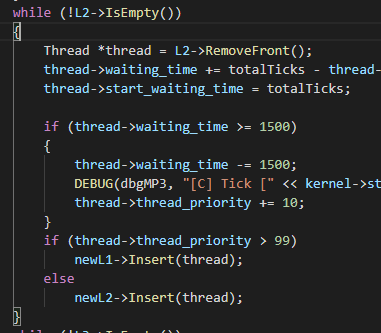 while (!L2->IsEmpty())
{
    Thread *thread = L2->RemoveFront();
    thread->waiting_time += totalTicks - thread-
    thread->start_waiting_time = totalTicks;

    if (thread->waiting_time >= 1500)
    {
        thread->waiting_time -= 1500;
        DEBUG(dbgMP3, "[C] Tick [" << kernel->st
        thread->thread_priority += 10;
    }
    if (thread->thread_priority > 99)
        newL1->Insert(thread);
    else
        newL2->Insert(thread);
}